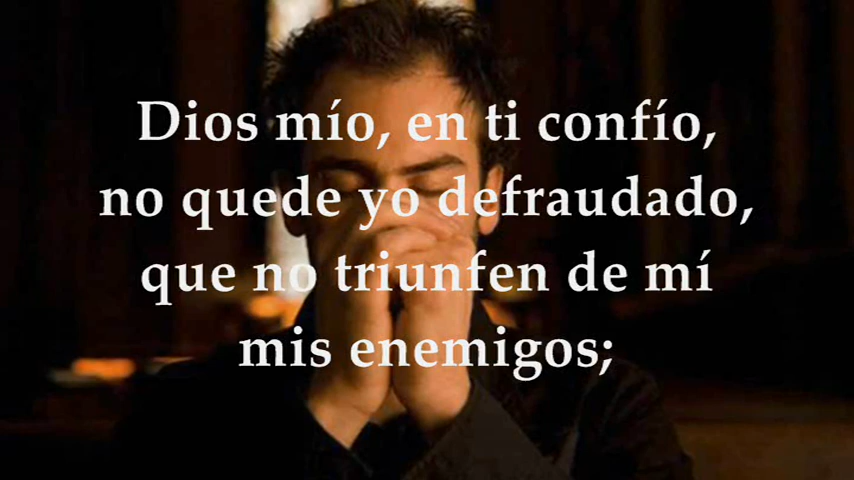 Dios mío, en ti confío,
no quede yo defraudado,
que no triunfen de mí
mis enemigos;